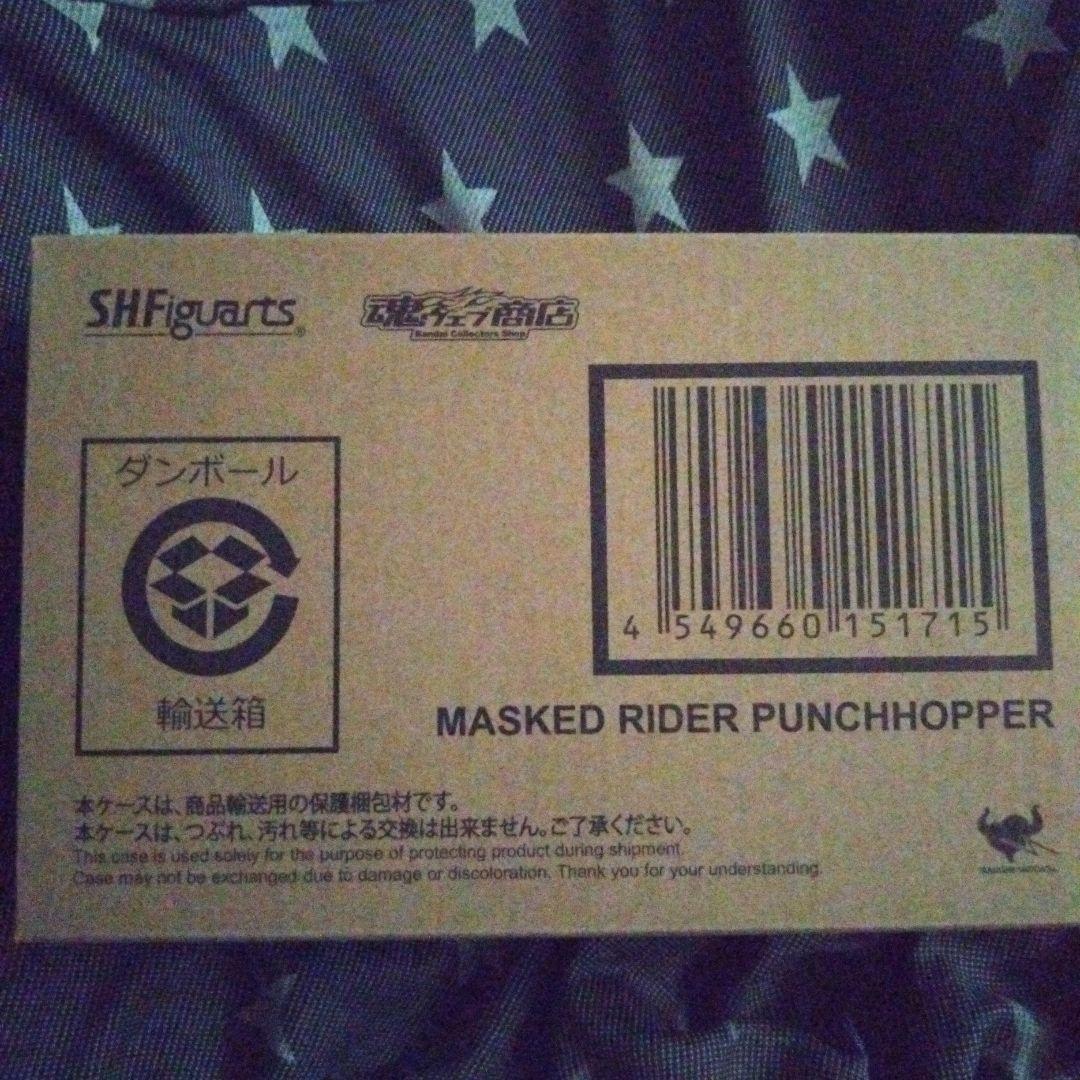 S.H.Figuarts
魂ウェブ商店
Bandai Collectors Shop
ダンボール
輸送箱
4 549660 151715
MASKED RIDER PUNCHHOPPER
本ケースは、商品輸送用の保護梱包材です。
本ケースは、つぶれ、汚れ等による交換は出来ません。ご了承ください。
This case is used solely for the purpose of protecting product during shipment.
Case may not be exchanged due to damage or discoloration. Thank you for your understanding.
TAMASHII NATIONS